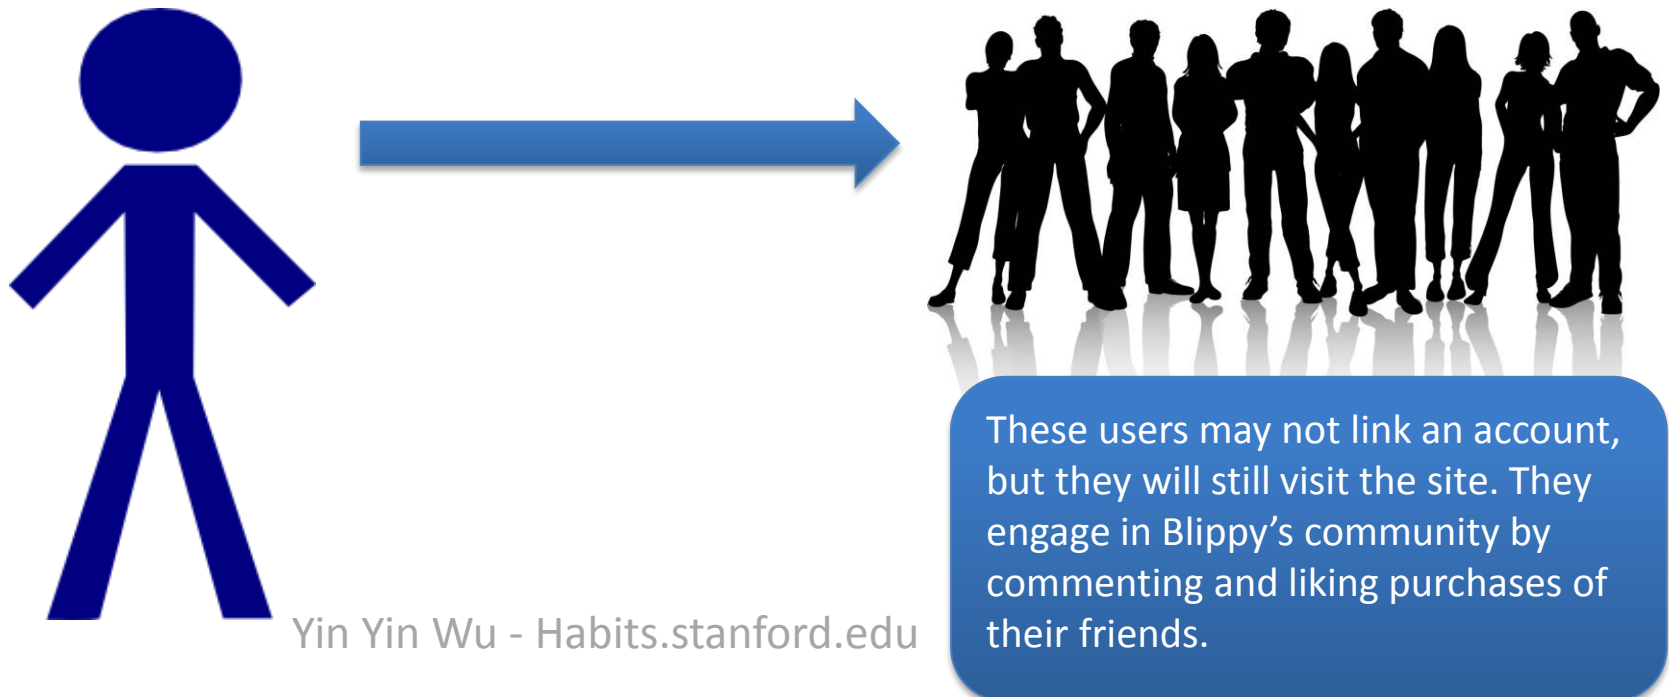 These users may not link an account,
but they will still visit the site. They
engage in Blippy’s community by
commenting and liking purchases of
their friends.
Yin Yin Wu - Habits.stanford.edu